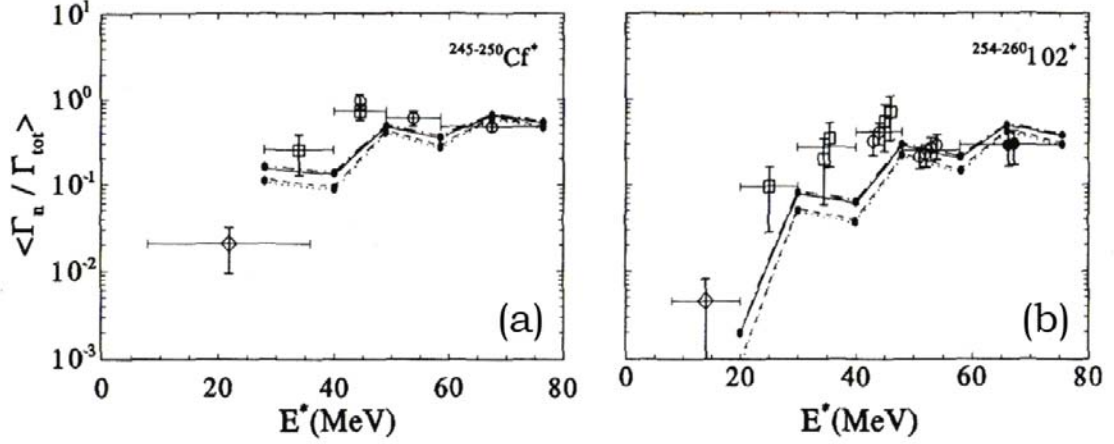 10¹
10⁰
10⁻¹
10⁻²
10⁻³
<Γₙ / Γₜₒₜ>
²⁴⁵⁻²⁵⁰Cf*
(a)
0 20 40 60 80
E*(MeV)
²⁵⁴⁻²⁶⁰102*
(b)
0 20 40 60 80
E*(MeV)